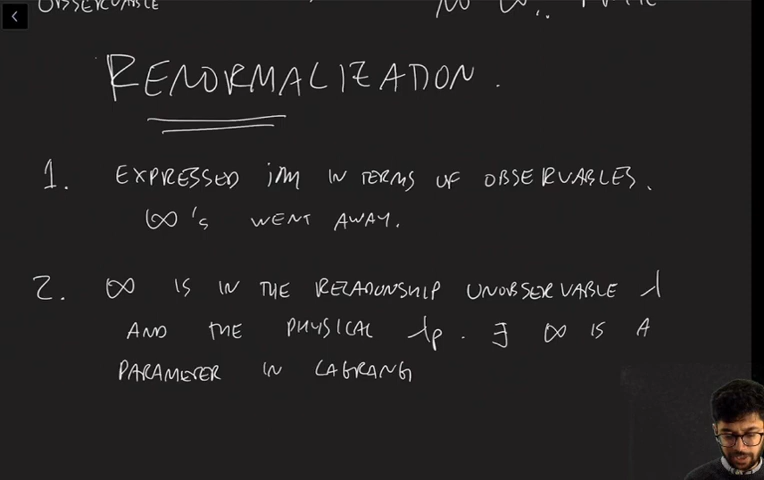 OBSERVABLE
RENORMALIZATION.
1. EXPRESSED iM IN TERMS OF OBSERVABLES.
∞'s WENT AWAY.
2. ∞ IS IN THE RELATIONSHIP UNOBSERVABLE λ
AND THE PHYSICAL λp. ∃ ∞ IS A
PARAMETER IN LAGRANG